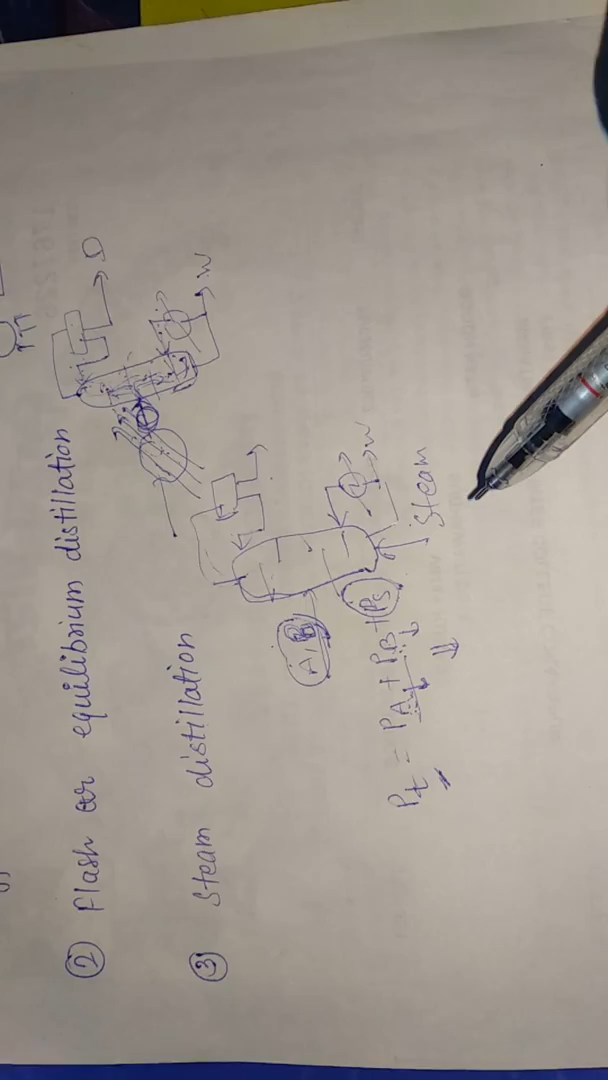 ② Flash or equilibrium distillation
D
W
③ Steam distillation
A, B
W
Steam
Pt = PA + PB + Ps